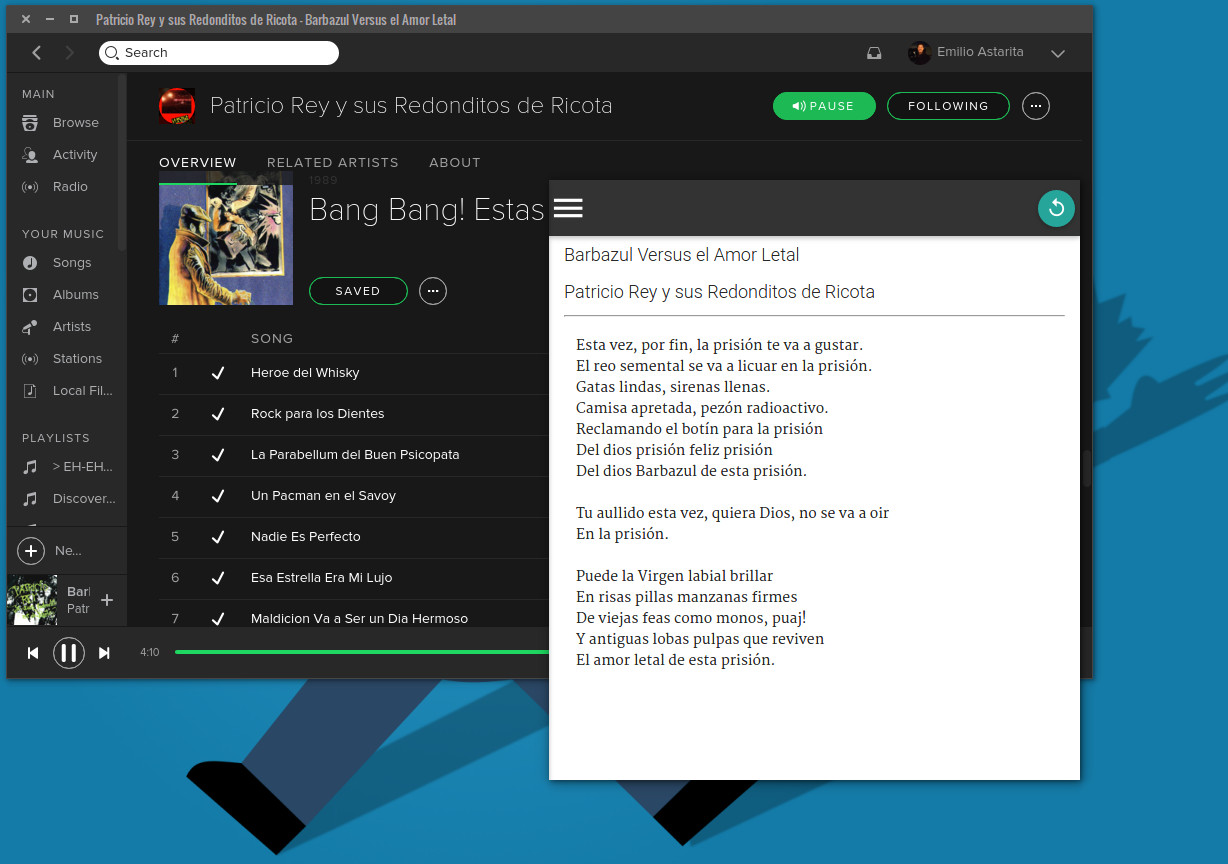 Patricio Rey y sus Redonditos de Ricota - Barbazul Versus el Amor Letal
Search
Emilio Astarita
MAIN
Browse
Activity
Radio
YOUR MUSIC
Songs
Albums
Artists
Stations
Local Fil...
PLAYLISTS
> EH-EH...
Discover...
Ne...
Barl
Patr
Patricio Rey y sus Redonditos de Ricota
PAUSE
FOLLOWING
OVERVIEW
RELATED ARTISTS
ABOUT
1989
Bang Bang! Estas
SAVED
# SONG
1 Heroe del Whisky
2 Rock para los Dientes
3 La Parabellum del Buen Psicopata
4 Un Pacman en el Savoy
5 Nadie Es Perfecto
6 Esa Estrella Era Mi Lujo
7 Maldicion Va a Ser un Dia Hermoso
4:10
Barbazul Versus el Amor Letal
Patricio Rey y sus Redonditos de Ricota
Esta vez, por fin, la prisión te va a gustar.
El reo semental se va a licuar en la prisión.
Gatas lindas, sirenas llenas.
Camisa apretada, pezón radioactivo.
Reclamando el botín para la prisión
Del dios prisión feliz prisión
Del dios Barbazul de esta prisión.
Tu aullido esta vez, quiera Dios, no se va a oir
En la prisión.
Puede la Virgen labial brillar
En risas pillas manzanas firmes
De viejas feas como monos, puaj!
Y antiguas lobas pulpas que reviven
El amor letal de esta prisión.